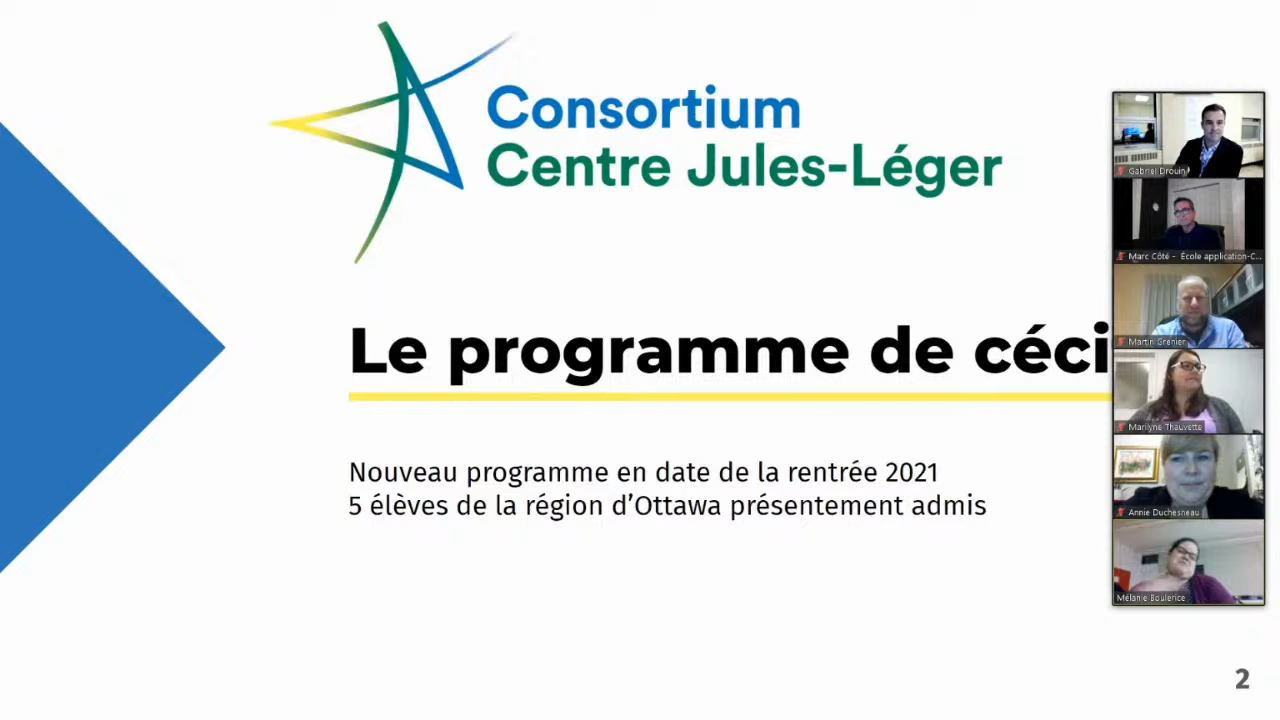 Consortium
Centre Jules-Léger
Le programme de céci
Nouveau programme en date de la rentrée 2021
5 élèves de la région d’Ottawa présentement admis
Gabriel Drouin
Marc Côté - École application-C...
Martin Grenier
Marilyne Thauvette
Annie Duchesneau
Mélanie Boulerice
2